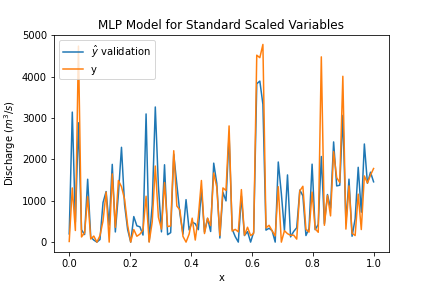 MLP Model for Standard Scaled Variables
ŷ validation
y
Discharge (m³/s)
5000
4000
3000
2000
1000
0
0.0 0.2 0.4 0.6 0.8 1.0
x